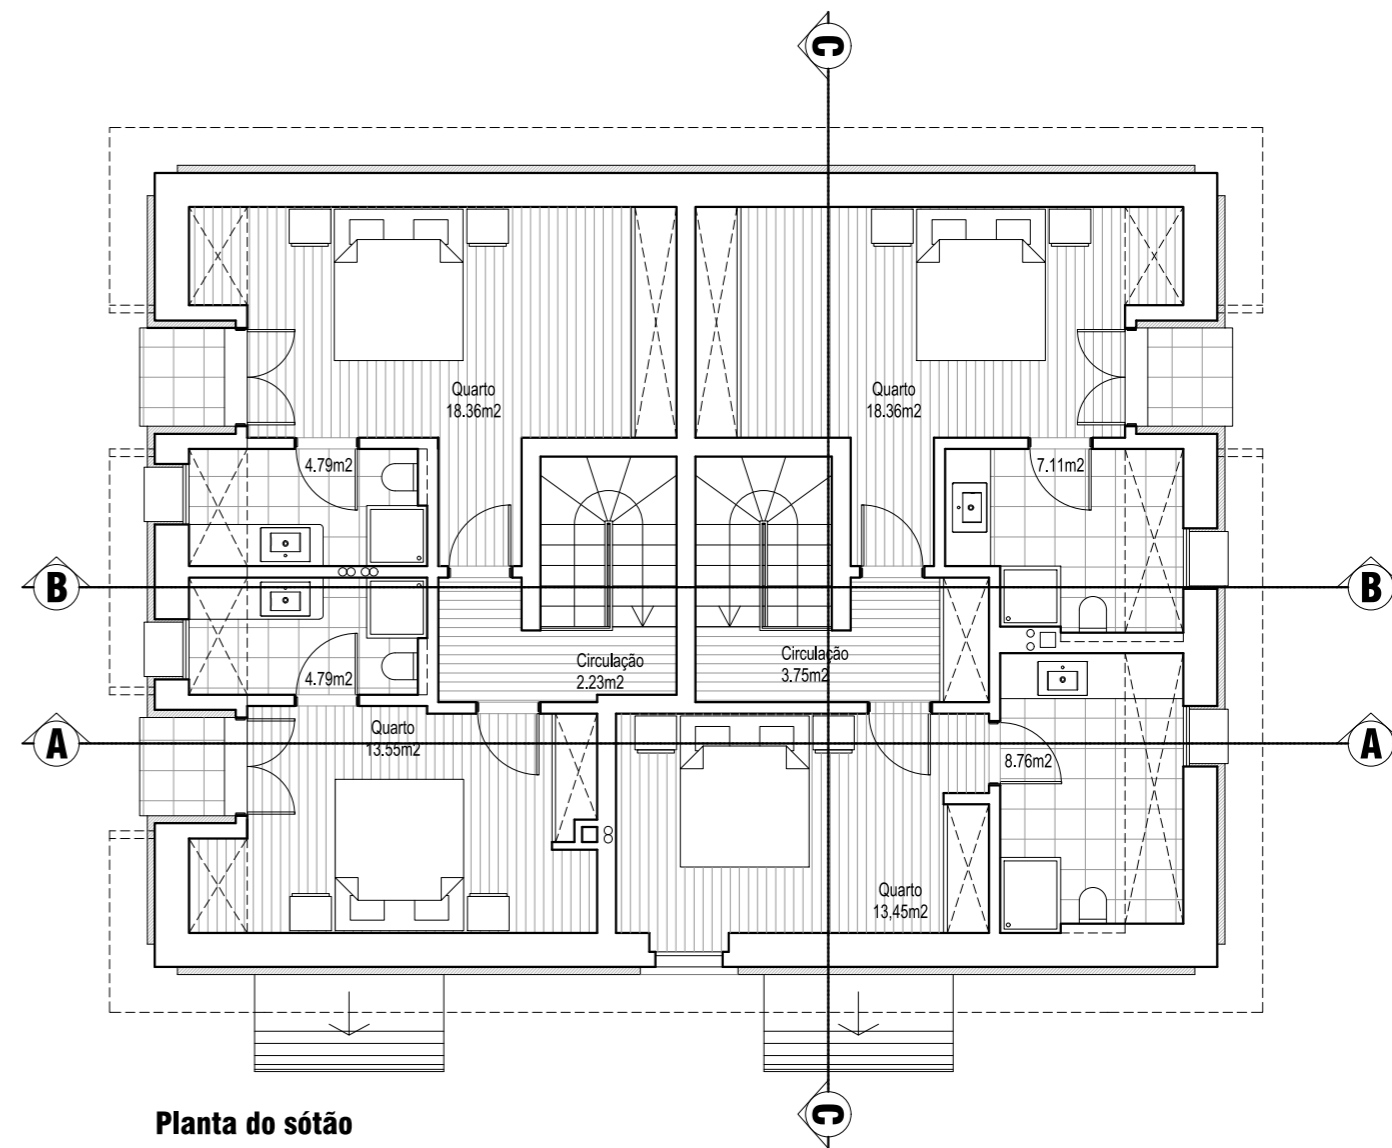 C
Quarto
18.36m2
Quarto
18.36m2
4.79m2
7.11m2
B
B
Circulação
2.23m2
Circulação
3.75m2
4.79m2
Quarto
13.55m2
A
A
8.76m2
Quarto
13,45m2
C
Planta do sótão